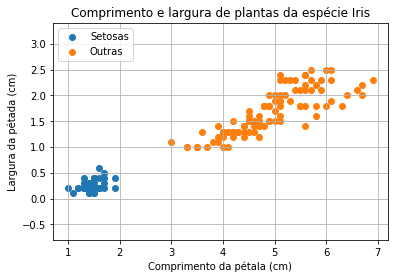 Comprimento e largura de plantas da espécie Iris
Setosas
Outras
Largura da pétada (cm)
3.0
2.5
2.0
1.5
1.0
0.5
0.0
−0.5
1 2 3 4 5 6 7
Comprimento da pétala (cm)